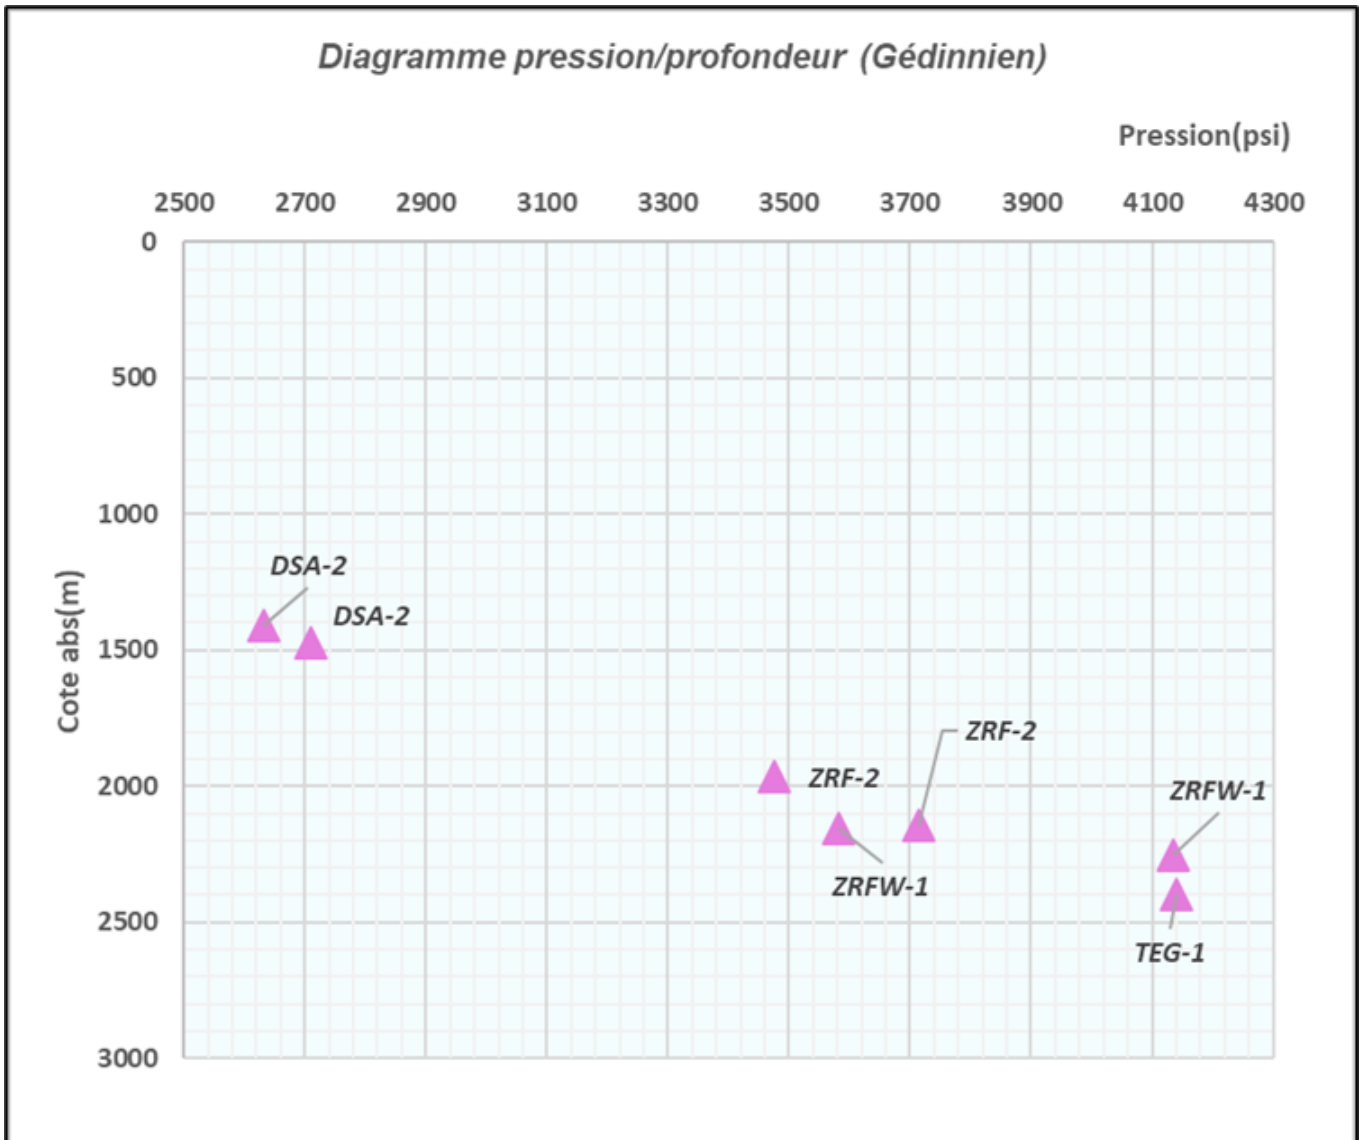 Diagramme pression/profondeur (Gédinnien)
Pression(psi)
2500 2700 2900 3100 3300 3500 3700 3900 4100 4300
0
500
1000
1500
2000
2500
3000
Cote abs(m)
DSA-2
DSA-2
ZRF-2
ZRF-2
ZRFW-1
ZRFW-1
TEG-1